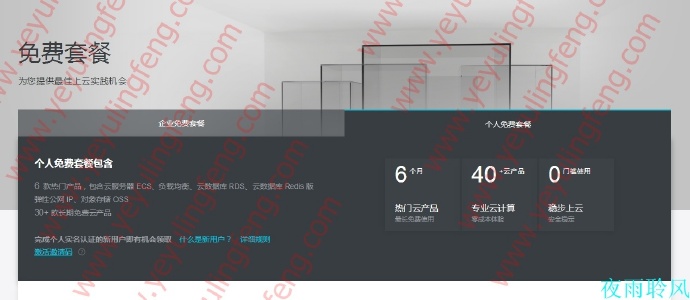 免费套餐
为您提供最佳上云实践机会
企业免费套餐
个人免费套餐
个人免费套餐包含
6 款热门产品，包含云服务器 ECS、负载均衡、云数据库 RDS、云数据库 Redis 版
弹性公网 IP、对象存储 OSS
30+ 款长期免费云产品
完成个人实名认证的新用户即有机会领取 什么是新用户？ 详细规则
激活邀请码
6 个月
热门云产品
最长免费使用
40 +云产品
专业云计算
零成本体验
0 门槛使用
稳步上云
安全稳定
www.yeyulingfeng.com
夜雨聆风